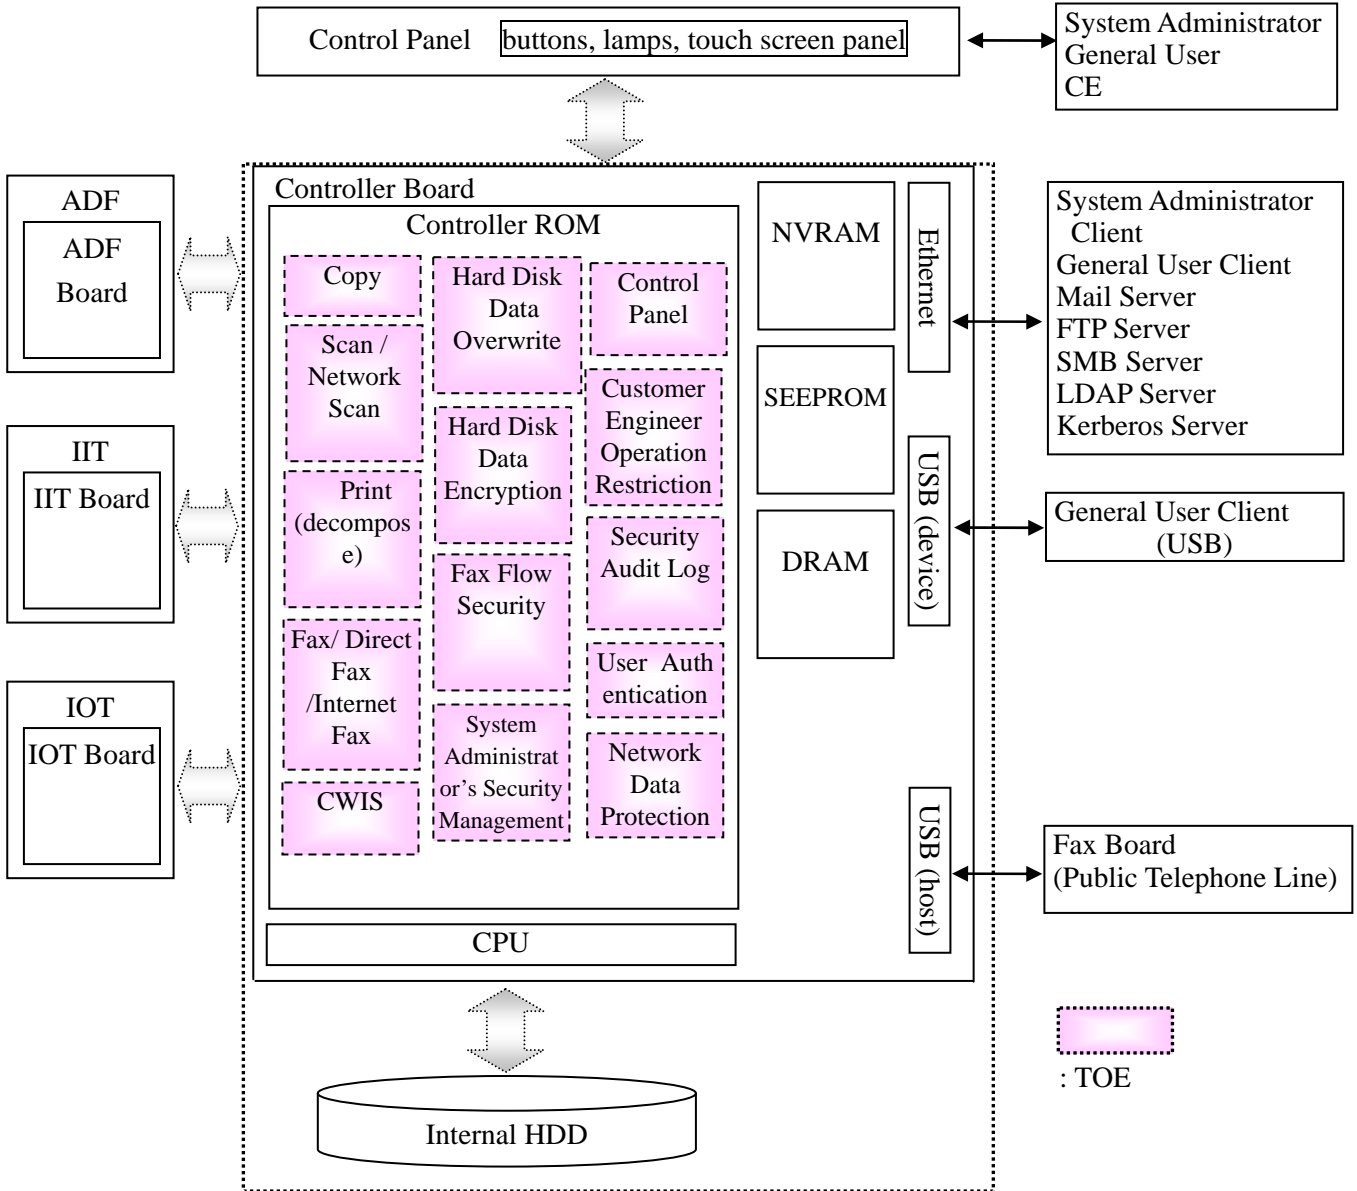 Control Panel buttons, lamps, touch screen panel
System Administrator
General User
CE
ADF
ADF
Board
IIT
IIT Board
IOT
IOT Board
Controller Board
Controller ROM
Copy
Scan /
Network
Scan
Print
(decompos
e)
Fax/ Direct
Fax
/Internet
Fax
CWIS
Hard Disk
Data
Overwrite
Hard Disk
Data
Encryption
Fax Flow
Security
System
Administrat
or’s Security
Management
Control
Panel
Customer
Engineer
Operation
Restriction
Security
Audit Log
User Auth
entication
Network
Data
Protection
CPU
NVRAM
SEEPROM
DRAM
Ethernet
USB (device)
USB (host)
System Administrator
Client
General User Client
Mail Server
FTP Server
SMB Server
LDAP Server
Kerberos Server
General User Client
(USB)
Fax Board
(Public Telephone Line)
Internal HDD
: TOE